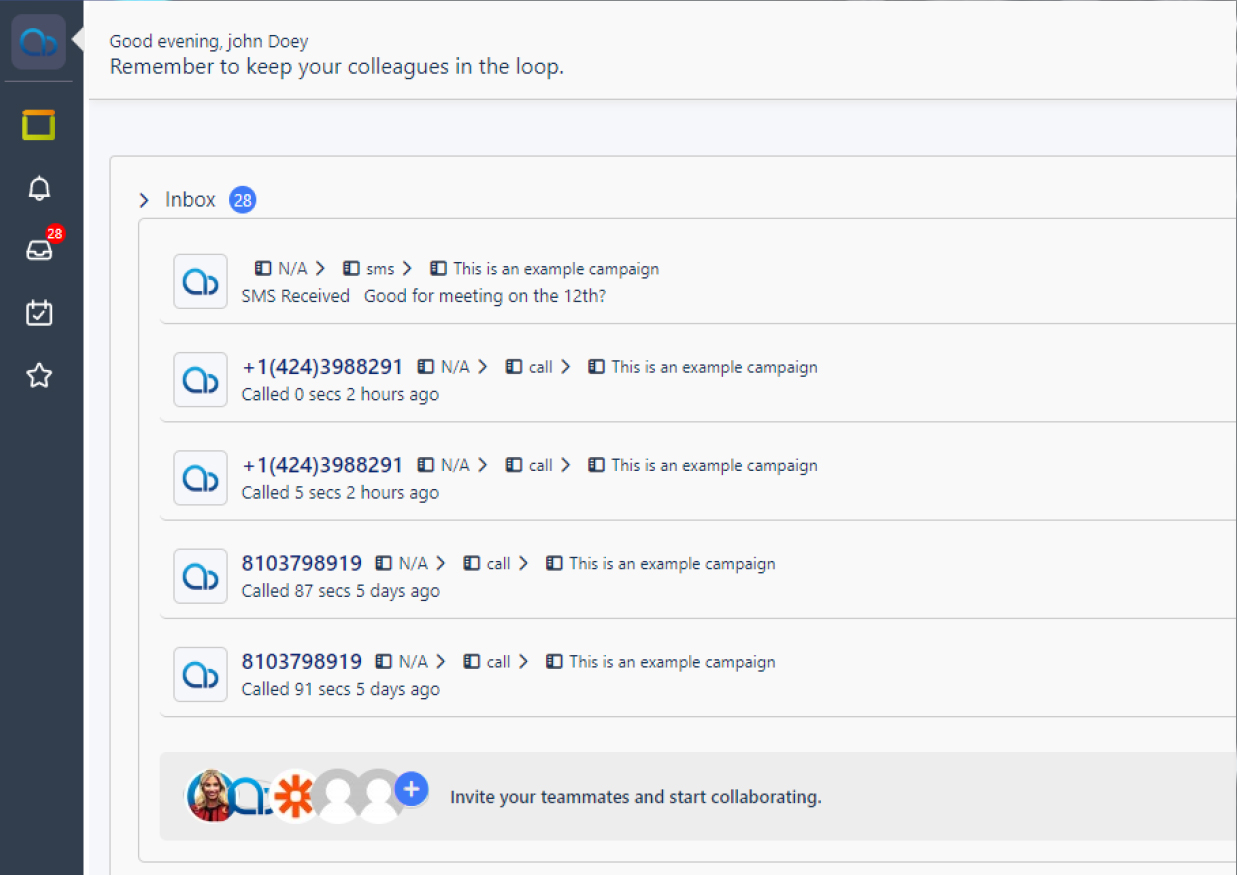 Good evening, john Doey
Remember to keep your colleagues in the loop.
Inbox 28
28
N/A sms This is an example campaign
SMS Received Good for meeting on the 12th?
+1(424)3988291 N/A call This is an example campaign
Called 0 secs 2 hours ago
+1(424)3988291 N/A call This is an example campaign
Called 5 secs 2 hours ago
8103798919 N/A call This is an example campaign
Called 87 secs 5 days ago
8103798919 N/A call This is an example campaign
Called 91 secs 5 days ago
Invite your teammates and start collaborating.